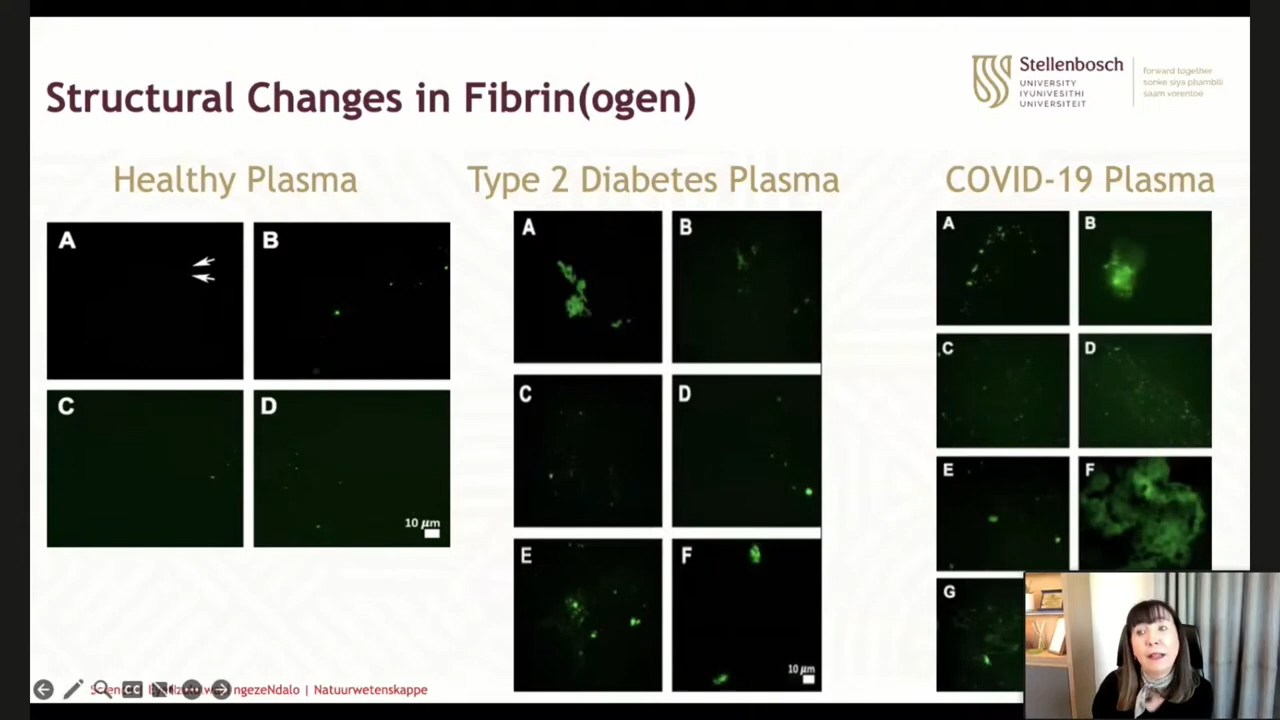 Structural Changes in Fibrin(ogen)
Stellenbosch
UNIVERSITY
IYUNIVESITHI
UNIVERSITEIT
forward together
sonke siya phambili
saam vorentoe
Healthy Plasma
A
B
C
D
10 μm
Type 2 Diabetes Plasma
A
B
C
D
E
F
10 μm
COVID-19 Plasma
A
B
C
D
E
F
G
ngezeNdalo | Natuurwetenskappe